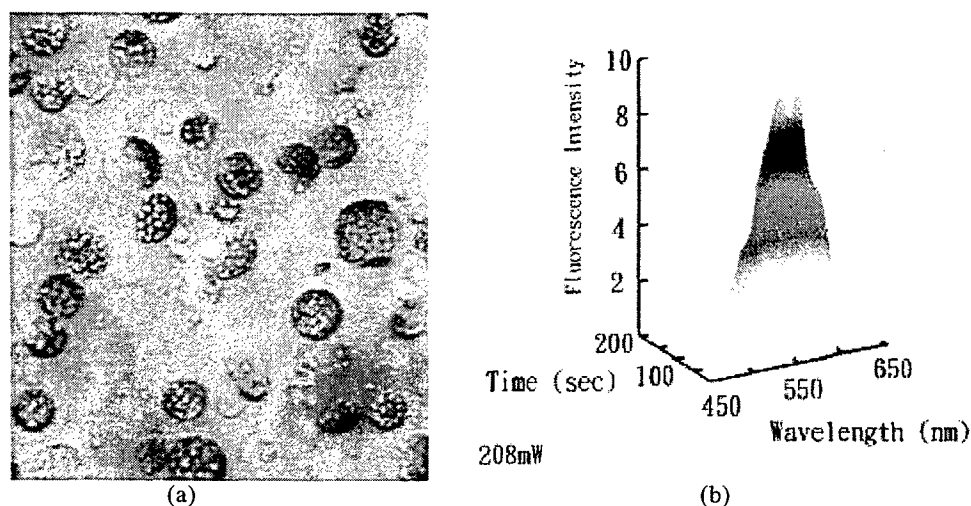 10
8
6
4
2
Fluorescence Intensity
200
100
Time (sec)
450
550
650
Wavelength (nm)
208mW
(a)
(b)